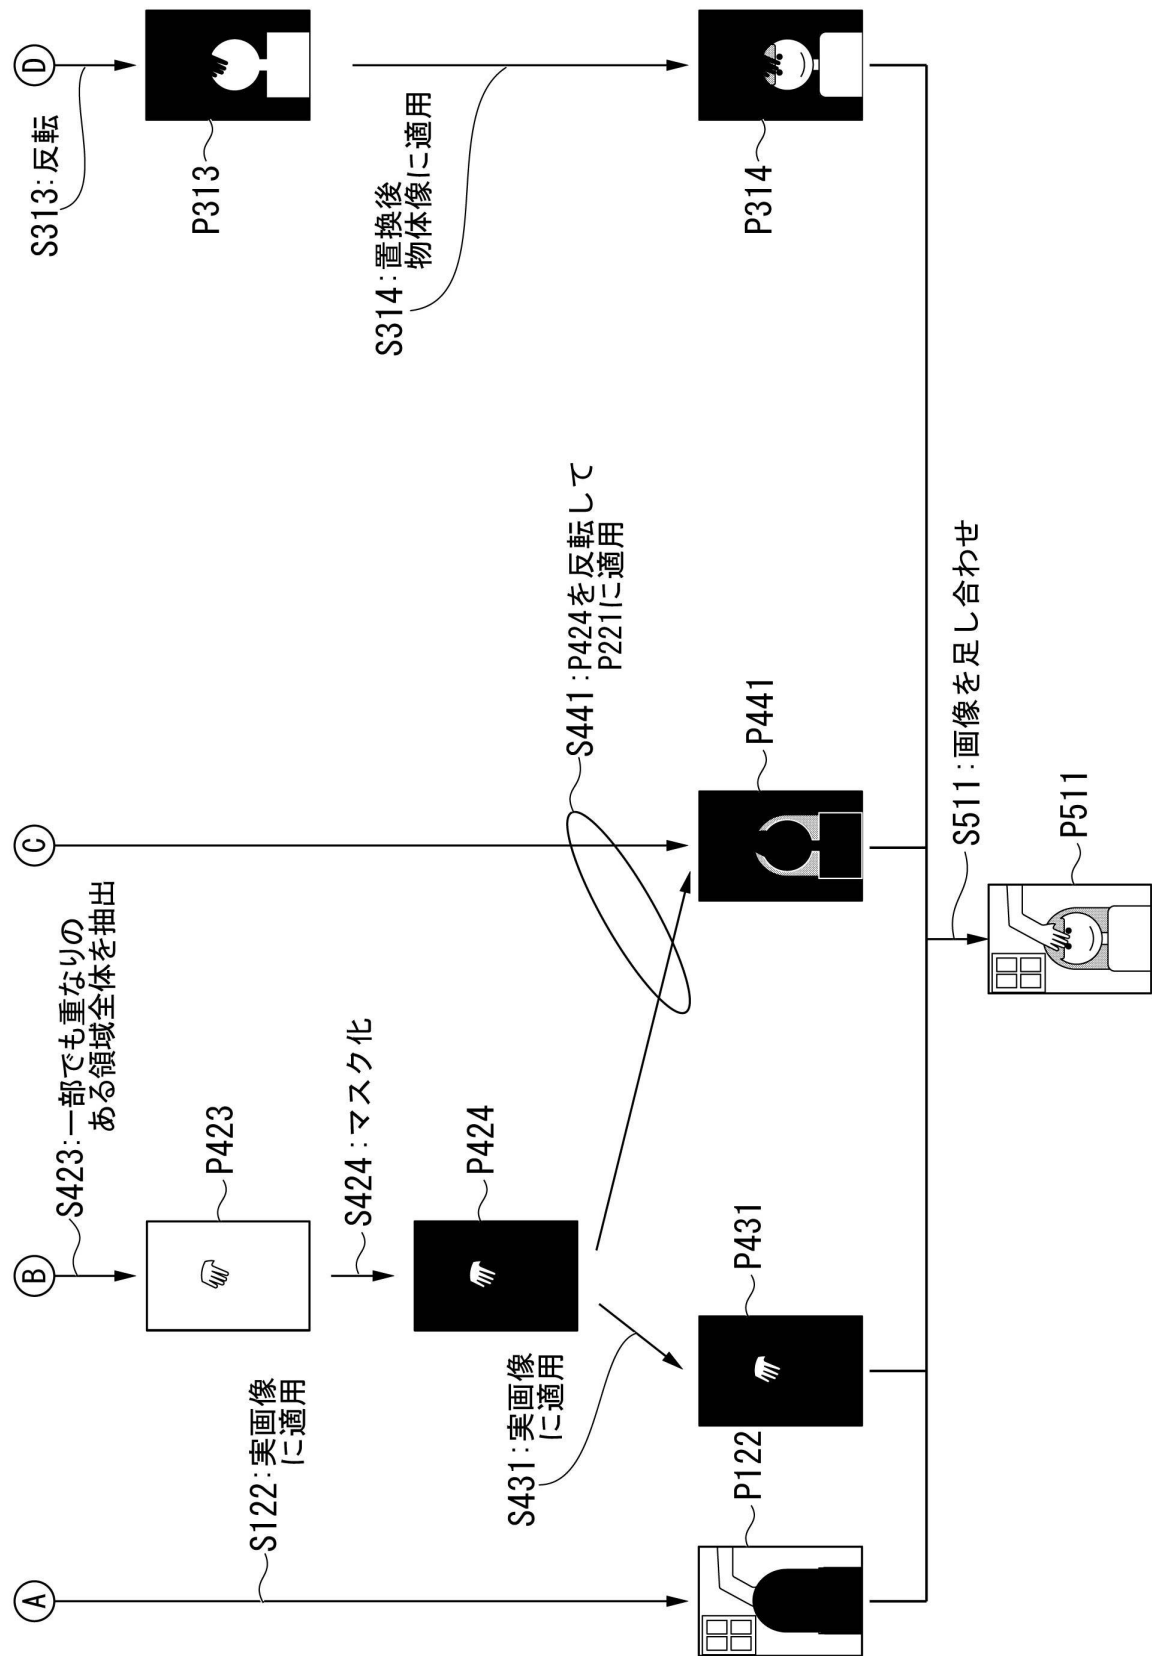 A
B
C
D
S122：実画像
に適用
S423：一部でも重なりの
ある領域全体を抽出
P423
S424：マスク化
P424
S431：実画像
に適用
S441：P424を反転して
P221に適用
S313：反転
P313
S314：置換後
物体像に適用
P122
P431
P441
P314
S511：画像を足し合わせ
P511